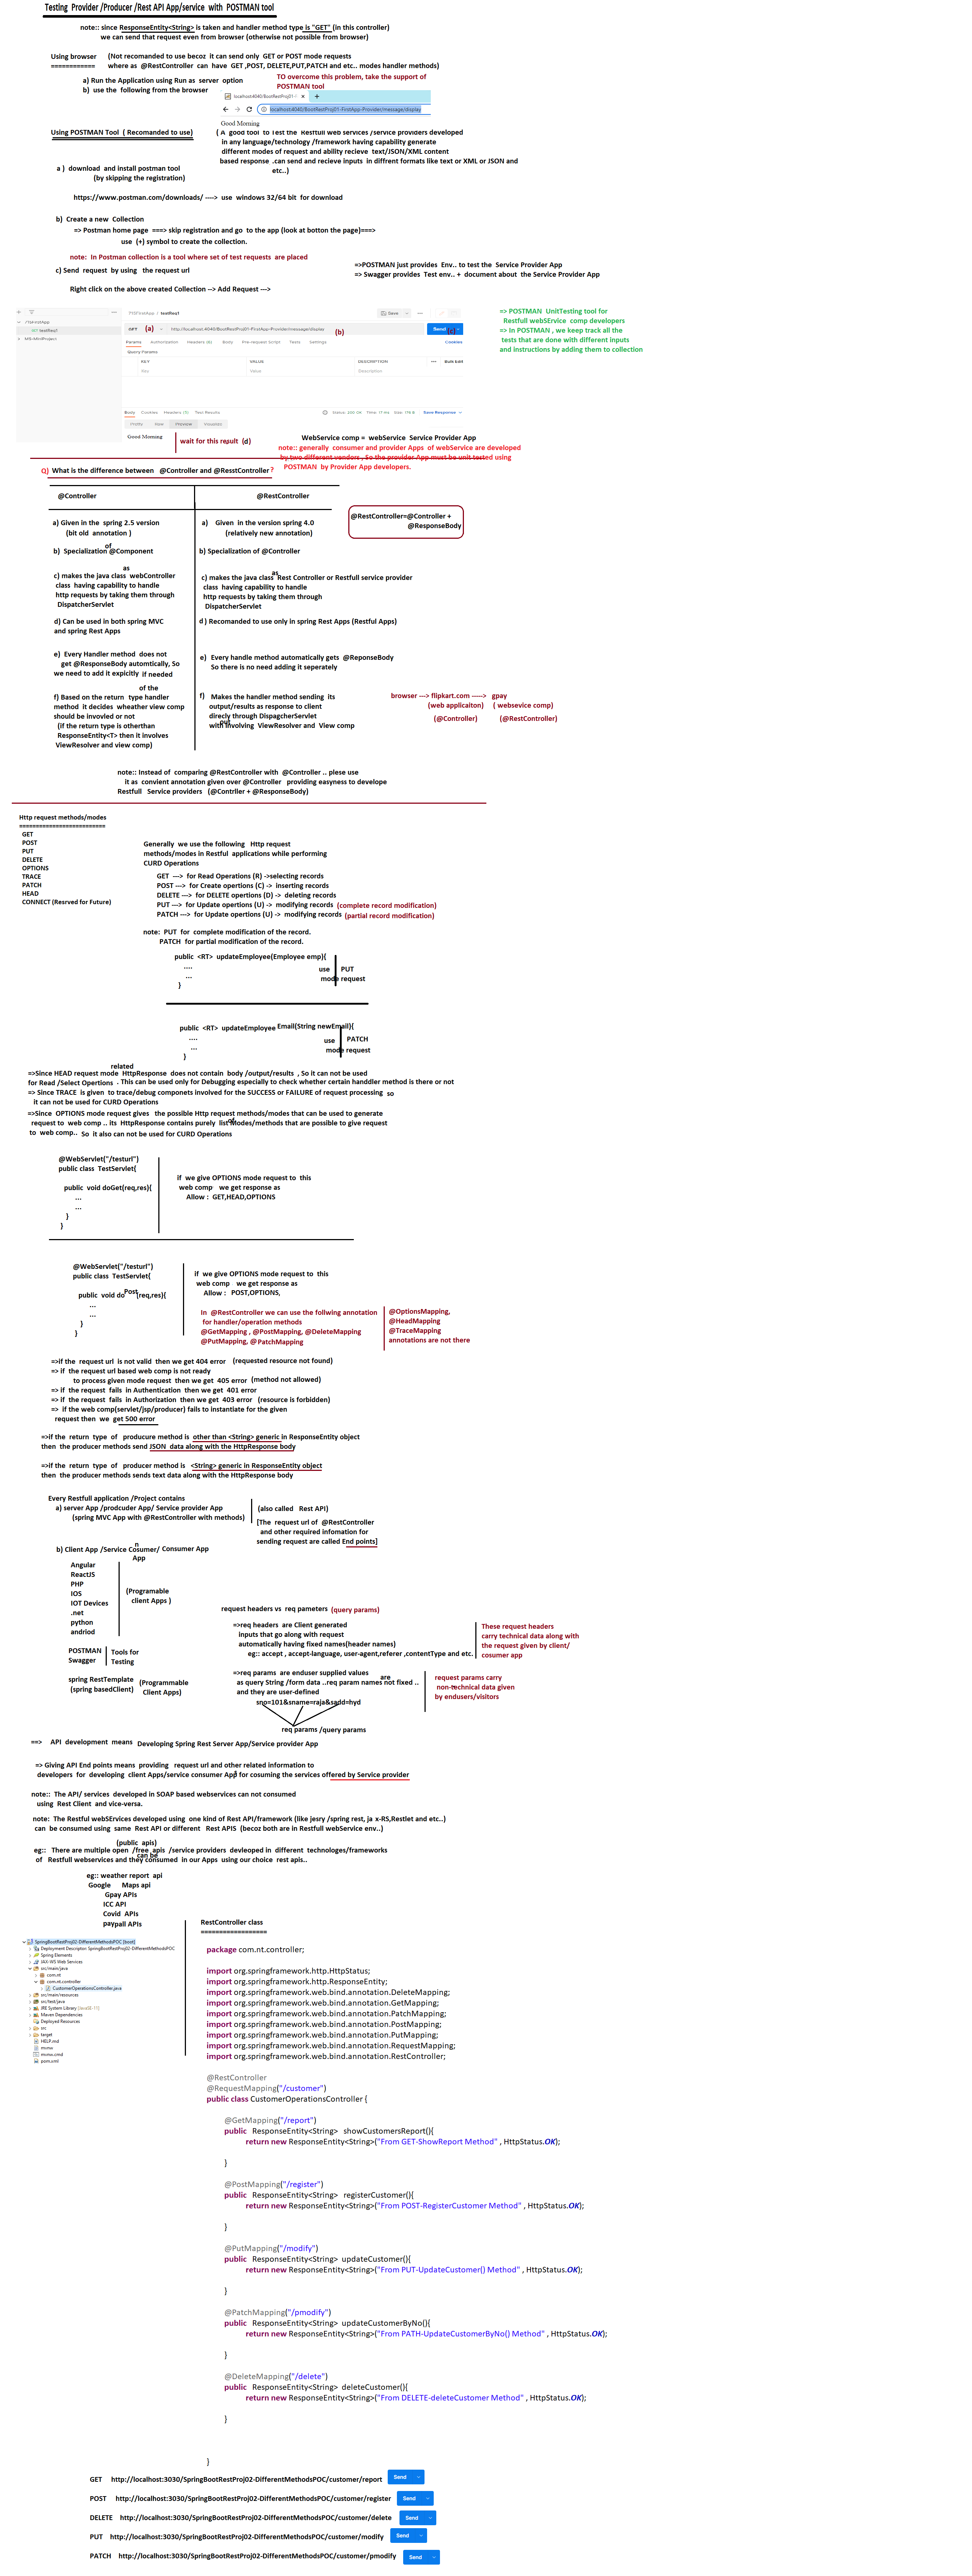 Testing Provider /Producer /Rest API App/service with POSTMAN tool
note:: since ResponseEntity<String> is taken and handler method type is "GET" (in this controller)
we can send that request even from browser (otherwise not possible from browser)
Using browser (Not recomanded to use becoz it can send only GET or POST mode requests
============ where as @RestController can have GET ,POST, DELETE,PUT,PATCH and etc.. modes handler methods)
a) Run the Application using Run as server option
b) use the following from the browser
TO overcome this problem, take the support of
POSTMAN tool
localhost:4040/BootRestProj01-FirstApp-Provider/message/display
Good Morning
Using POSTMAN Tool ( Recomanded to use)
( A good tool to Test the Restfull web services /service providers developed
in any language/technology /framework having capability generate
different modes of request and ability recieve text/JSON/XML content
based response .can send and recieve inputs in diffrent formats like text or XML or JSON and
etc..)
a ) download and install postman tool
(by skipping the registration)
https://www.postman.com/downloads/ ----> use windows 32/64 bit for download
b) Create a new Collection
=> Postman home page ===> skip registration and go to the app (look at botton the page)===>
use (+) symbol to create the collection.
note: In Postman collection is a tool where set of test requests are placed
c) Send request by using the request url
=>POSTMAN just provides Env.. to test the Service Provider App
=> Swagger provides Test env.. + document about the Service Provider App
Right click on the above created Collection --> Add Request --->
testReq1
Save
GET (a) http://localhost:4040/BootRestProj01-FirstApp-Provider/message/display (b) Send (c)
MS-MiniProject
Params Authorization Headers (6) Body Pre-request Script Tests Settings Cookies
Query Params
KEY VALUE DESCRIPTION Bulk Edit
Key Value Description
Body Cookies Headers (5) Test Results Save Response
Pretty Raw Preview Visualize
Good Morning
wait for this result (d)
=> POSTMAN UnitTesting tool for
Restfull webSErvice comp developers
=> In POSTMAN , we keep track all the
tests that are done with different inputs
and instructions by adding them to collection
WebService comp = webService Service Provider App
note:: generally consumer and provider Apps of webService are developed
by two different vendors , So the provider App must be unit tested using
POSTMAN by Provider App developers.
Q) What is the difference between @Controller and @ResstController ?
@Controller @RestController
a) Given in the spring 2.5 version
(bit old annotation )
b) Specialization of @Component
c) makes the java class as webController
class having capability to handle
http requests by taking them through
DispatcherServlet
d) Can be used in both spring MVC
and spring Rest Apps
e) Every Handler method does not
get @ResponseBody automtically, So
we need to add it expicitly if needed
f) Based on the return type of the handler
method it decides wheather view comp
should be invovled or not
(if the return type is otherthan
ResponseEntity<T> then it involves
ViewResolver and view comp)
a) Given in the version spring 4.0
(relatively new annotation)
b) Specialization of @Controller
c) makes the java class as Rest Controller or Restfull service provider
class having capability to handle
http requests by taking them through
DispatcherServlet
d ) Recomanded to use only in spring Rest Apps (Restful Apps)
e) Every handle method automatically gets @ReponseBody
So there is no need adding it seperately
f) Makes the handler method sending its
output/results as response to client
direcly through DispagcherServlet
without involving ViewResolver and View comp
@RestController=@Controller +
@ResponseBody
browser ---> flipkart.com -----> gpay
(web applicaiton) ( websevice comp)
(@Controller) (@RestController)
note:: Instead of comparing @RestController with @Controller .. plese use
it as convient annotation given over @Controller providing easyness to develope
Restfull Service providers (@Contrller + @ResponseBody)
Http request methods/modes
==========================
GET
POST
PUT
DELETE
OPTIONS
TRACE
PATCH
HEAD
CONNECT (Resrved for Future)
Generally we use the following Http request
methods/modes in Restful applications while performing
CURD Operations
GET ---> for Read Operations (R) ->selecting records
POST ---> for Create opertions (C) -> inserting records
DELETE ---> for DELETE opertions (D) -> deleting records
PUT ---> for Update opertions (U) -> modifying records (complete record modification)
PATCH ---> for Update opertions (U) -> modifying records (partial record modification)
note: PUT for complete modification of the record.
PATCH for partial modification of the record.
public <RT> updateEmployee(Employee emp){
....
...
}
use PUT
mode request
public <RT> updateEmployee Email(String newEmail){
....
...
}
use PATCH
mode request
=>Since HEAD request mode related HttpResponse does not contain body /output/results , So it can not be used
for Read /Select Opertions . This can be used only for Debugging especially to check whether certain handdler method is there or not
=> Since TRACE is given to trace/debug componets involved for the SUCCESS or FAILURE of request processing so
it can not be used for CURD Operations
=>Since OPTIONS mode request gives the possible Http request methods/modes that can be used to generate
request to web comp .. its HttpResponse contains purely list of modes/methods that are possible to give request
to web comp.. So it also can not be used for CURD Operations
@WebServlet("/testurl")
public class TestServlet{
public void doGet(req,res){
...
...
}
}
if we give OPTIONS mode request to this
web comp we get response as
Allow : GET,HEAD,OPTIONS
@WebServlet("/testurl")
public class TestServlet{
public void doPost(req,res){
...
...
}
}
if we give OPTIONS mode request to this
web comp we get response as
Allow : POST,OPTIONS,
In @RestController we can use the follwing annotation
for handler/operation methods
@GetMapping , @PostMapping, @DeleteMapping
@PutMapping, @PatchMapping
@OptionsMapping,
@HeadMapping
@TraceMapping
annotations are not there
=>if the request url is not valid then we get 404 error (requested resource not found)
=> if the request url based web comp is not ready
to process given mode request then we get 405 error (method not allowed)
=> if the request fails in Authentication then we get 401 error
=> if the request fails in Authorization then we get 403 error (resource is forbidden)
=> if the web comp(servlet/jsp/producer) fails to instantiate for the given
request then we get 500 error
=>if the return type of producure method is other than <String> generic in ResponseEntity object
then the producer methods send JSON data along with the HttpResponse body
=>if the return type of producer method is <String> generic in ResponseEntity object
then the producer methods sends text data along with the HttpResponse body
Every Restfull application /Project contains
a) server App /prodcuder App/ Service provider App
(spring MVC App with @RestController with methods)
(also called Rest API)
[The request url of @RestController
and other required infomation for
sending request are called End points]
b) Client App /Service Cosumer/ Consumer App
n
App
Angular
ReactJS
PHP
IOS
IOT Devices
.net
python
andriod
(Programable
client Apps )
POSTMAN
Swagger
Tools for
Testing
spring RestTemplate
(spring basedClient)
(Programmable
Client Apps)
request headers vs req pameters (query params)
=>req headers are Client generated
inputs that go along with request
automatically having fixed names(header names)
eg:: accept , accept-language, user-agent,referer ,contentType and etc.
These request headers
carry technical data along with
the request given by client/
cosumer app
=>req params are enduser supplied values
as query String /form data ..req param names are not fixed ..
and they are user-defined
sno=101&sname=raja&sadd=hyd
req params /query params
request params carry
non-technical data given
by endusers/visitors
==> API development means Developing Spring Rest Server App/Service provider App
=> Giving API End points means providing request url and other related information to
developers for developing client Apps/service consumer App for cosuming the services offered by Service provider
note:: The API/ services developed in SOAP based webservices can not consumed
using Rest Client and vice-versa.
note: The Restful webSErvices developed using one kind of Rest API/framework (like jesry /spring rest, ja x-RS,Restlet and etc..)
can be consumed using same Rest API or different Rest APIS (becoz both are in Restfull webService env..)
(public apis)
eg:: There are multiple open /free apis /service providers devleoped in different technologes/frameworks
of Restfull webservices and they can be consumed in our Apps using our choice rest apis..
eg:: weather report api
Google Maps api
Gpay APIs
ICC API
Covid APIs
paypall APIs
SpringBootRestProj02-DifferentMethodsPOC [boot]
Deployment Descriptor: SpringBootRestProj02-DifferentMethodsPOC
Spring Elements
JAX-WS Web Services
src/main/java
com.nt
com.nt.controller
CustomerOperationsController.java
src/main/resources
src/test/java
JRE System Library [JavaSE-11]
Maven Dependencies
Deployed Resources
src
target
HELP.md
mvnw
mvnw.cmd
pom.xml
RestController class
===================
package com.nt.controller;
import org.springframework.http.HttpStatus;
import org.springframework.http.ResponseEntity;
import org.springframework.web.bind.annotation.DeleteMapping;
import org.springframework.web.bind.annotation.GetMapping;
import org.springframework.web.bind.annotation.PatchMapping;
import org.springframework.web.bind.annotation.PostMapping;
import org.springframework.web.bind.annotation.PutMapping;
import org.springframework.web.bind.annotation.RequestMapping;
import org.springframework.web.bind.annotation.RestController;
@RestController
@RequestMapping("/customer")
public class CustomerOperationsController {
@GetMapping("/report")
public ResponseEntity<String> showCustomersReport(){
return new ResponseEntity<String>("From GET-ShowReport Method" , HttpStatus.OK);
}
@PostMapping("/register")
public ResponseEntity<String> registerCustomer(){
return new ResponseEntity<String>("From POST-RegisterCustomer Method" , HttpStatus.OK);
}
@PutMapping("/modify")
public ResponseEntity<String> updateCustomer(){
return new ResponseEntity<String>("From PUT-UpdateCustomer() Method" , HttpStatus.OK);
}
@PatchMapping("/pmodify")
public ResponseEntity<String> updateCustomerByNo(){
return new ResponseEntity<String>("From PATH-UpdateCustomerByNo() Method" , HttpStatus.OK);
}
@DeleteMapping("/delete")
public ResponseEntity<String> deleteCustomer(){
return new ResponseEntity<String>("From DELETE-deleteCustomer Method" , HttpStatus.OK);
}
}
GET http://localhost:3030/SpringBootRestProj02-DifferentMethodsPOC/customer/report Send
POST http://localhost:3030/SpringBootRestProj02-DifferentMethodsPOC/customer/register Send
DELETE http://localhost:3030/SpringBootRestProj02-DifferentMethodsPOC/customer/delete Send
PUT http://localhost:3030/SpringBootRestProj02-DifferentMethodsPOC/customer/modify Send
PATCH http://localhost:3030/SpringBootRestProj02-DifferentMethodsPOC/customer/pmodify Send